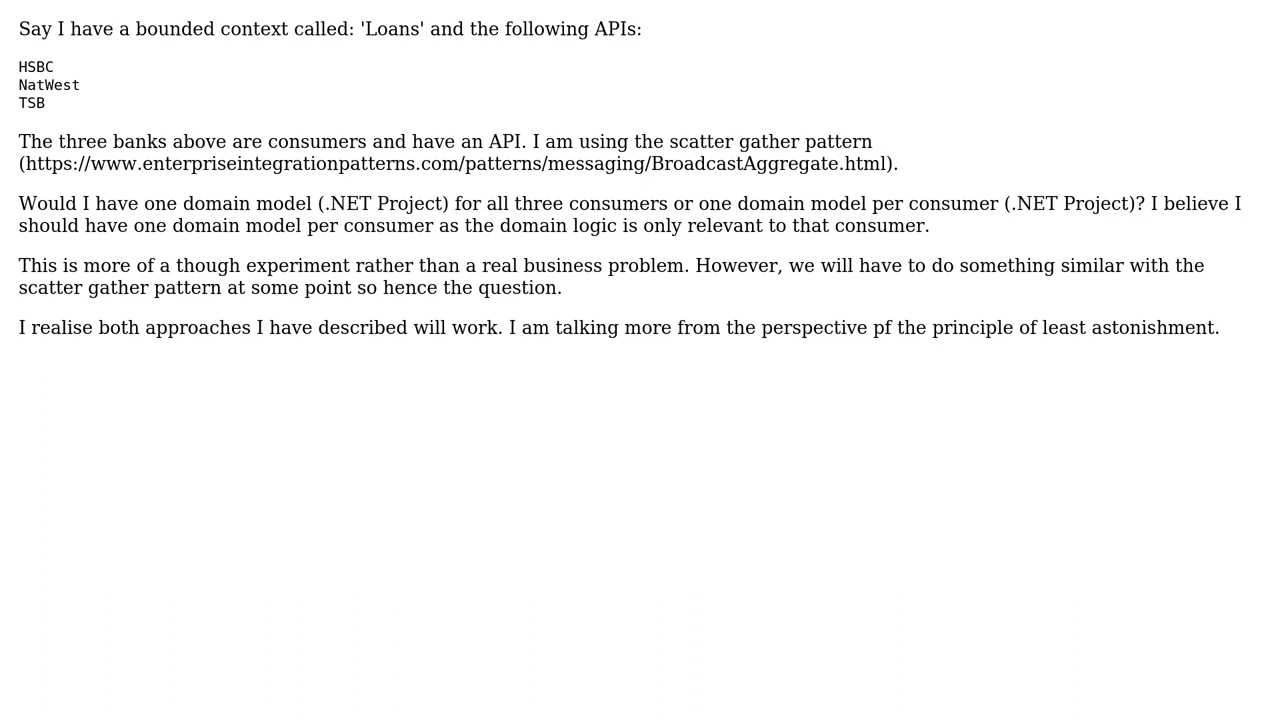 Say I have a bounded context called: 'Loans' and the following APIs:
HSBC
NatWest
TSB
The three banks above are consumers and have an API. I am using the scatter gather pattern
(https://www.enterpriseintegrationpatterns.com/patterns/messaging/BroadcastAggregate.html).
Would I have one domain model (.NET Project) for all three consumers or one domain model per consumer (.NET Project)? I believe I
should have one domain model per consumer as the domain logic is only relevant to that consumer.
This is more of a though experiment rather than a real business problem. However, we will have to do something similar with the
scatter gather pattern at some point so hence the question.
I realise both approaches I have described will work. I am talking more from the perspective pf the principle of least astonishment.